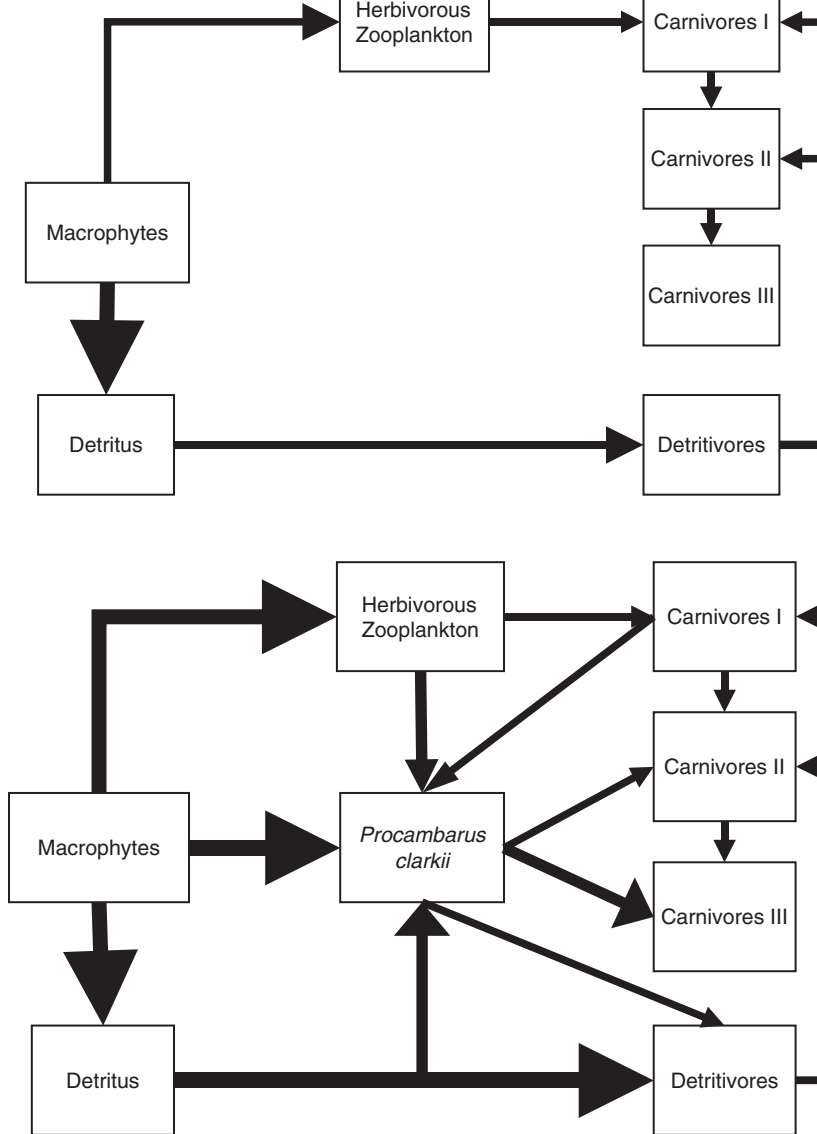 Herbivorous
Zooplankton
Carnivores I
Carnivores II
Macrophytes
Carnivores III
Detritus
Detritivores
Herbivorous
Zooplankton
Carnivores I
Carnivores II
Macrophytes
Procambarus
clarkii
Carnivores III
Detritus
Detritivores